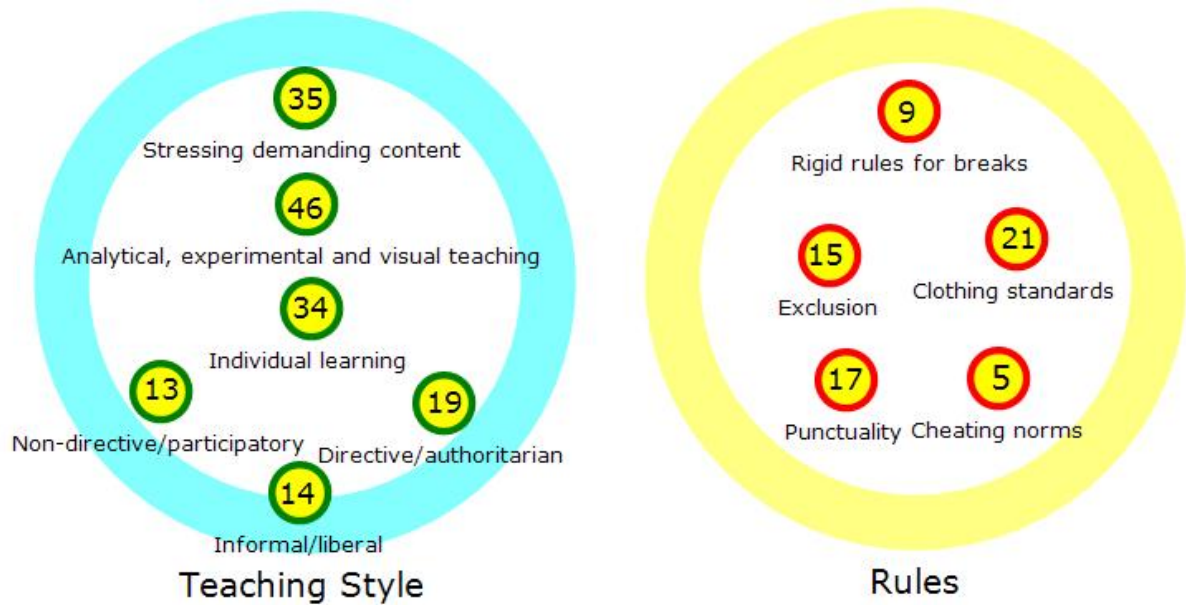 35
Stressing demanding content
46
Analytical, experimental and visual teaching
34
Individual learning
13
Non-directive/participatory
19
Directive/authoritarian
14
Informal/liberal
Teaching Style
9
Rigid rules for breaks
15
Exclusion
21
Clothing standards
17
Punctuality
5
Cheating norms
Rules